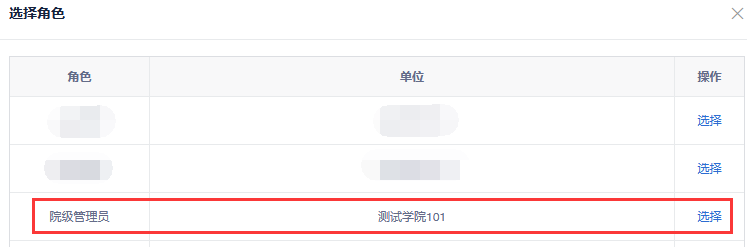 选择角色
角色 单位 操作
选择
选择
院级管理员 测试学院101 选择